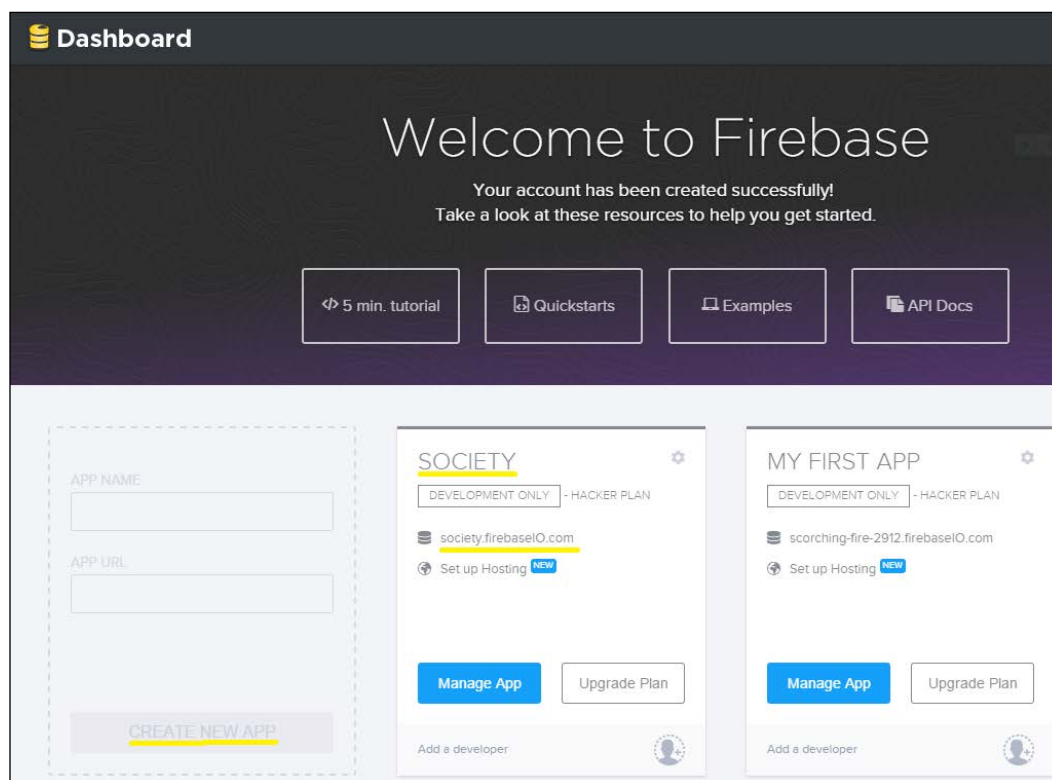 Dashboard
Welcome to Firebase
Your account has been created successfully!
Take a look at these resources to help you get started.
</> 5 min. tutorial
Quickstarts
Examples
API Docs
APP NAME
APP URL
CREATE NEW APP
SOCIETY
DEVELOPMENT ONLY - HACKER PLAN
society.firebaseIO.com
Set up Hosting NEW
Manage App
Upgrade Plan
Add a developer
MY FIRST APP
DEVELOPMENT ONLY - HACKER PLAN
scorching-fire-2912.firebaseIO.com
Set up Hosting NEW
Manage App
Upgrade Plan
Add a developer